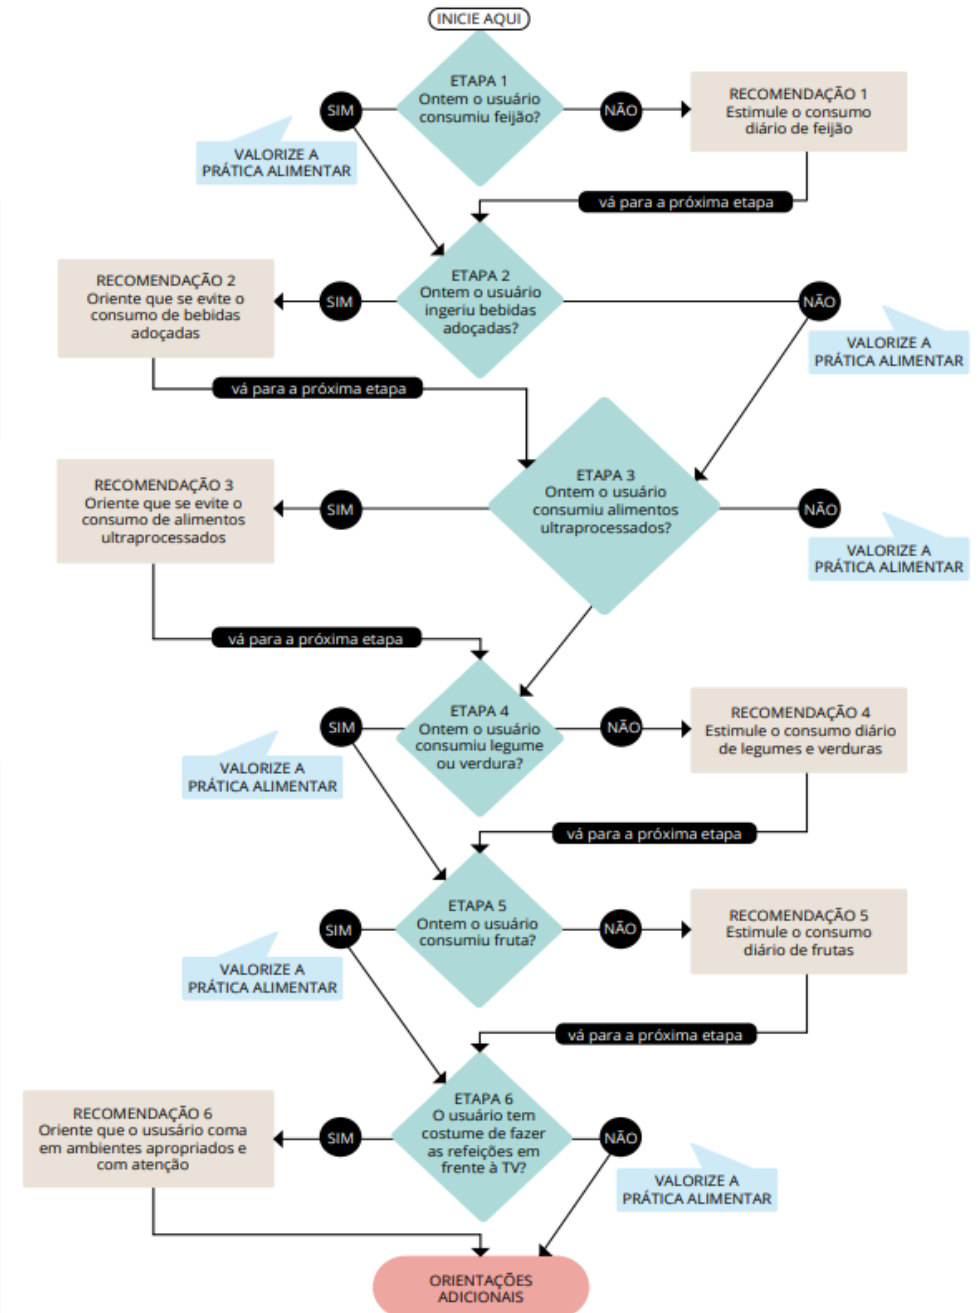 INICIE AQUI
ETAPA 1
Ontem o usuário
consumiu feijão?
SIM
NÃO
RECOMENDAÇÃO 1
Estimule o consumo
diário de feijão
VALORIZE A
PRÁTICA ALIMENTAR
vá para a próxima etapa
ETAPA 2
Ontem o usuário
ingeriu bebidas
adoçadas?
SIM
RECOMENDAÇÃO 2
Oriente que se evite o
consumo de bebidas
adoçadas
NÃO
VALORIZE A
PRÁTICA ALIMENTAR
vá para a próxima etapa
ETAPA 3
Ontem o usuário
consumiu alimentos
ultraprocessados?
SIM
RECOMENDAÇÃO 3
Oriente que se evite o
consumo de alimentos
ultraprocessados
NÃO
VALORIZE A
PRÁTICA ALIMENTAR
vá para a próxima etapa
ETAPA 4
Ontem o usuário
consumiu legume
ou verdura?
SIM
NÃO
RECOMENDAÇÃO 4
Estimule o consumo diário
de legumes e verduras
VALORIZE A
PRÁTICA ALIMENTAR
vá para a próxima etapa
ETAPA 5
Ontem o usuário
consumiu fruta?
SIM
NÃO
RECOMENDAÇÃO 5
Estimule o consumo
diário de frutas
VALORIZE A
PRÁTICA ALIMENTAR
vá para a próxima etapa
ETAPA 6
O usuário tem
costume de fazer
as refeições em
frente à TV?
SIM
RECOMENDAÇÃO 6
Oriente que o ususário coma
em ambientes apropriados e
com atenção
NÃO
VALORIZE A
PRÁTICA ALIMENTAR
ORIENTAÇÕES
ADICIONAIS